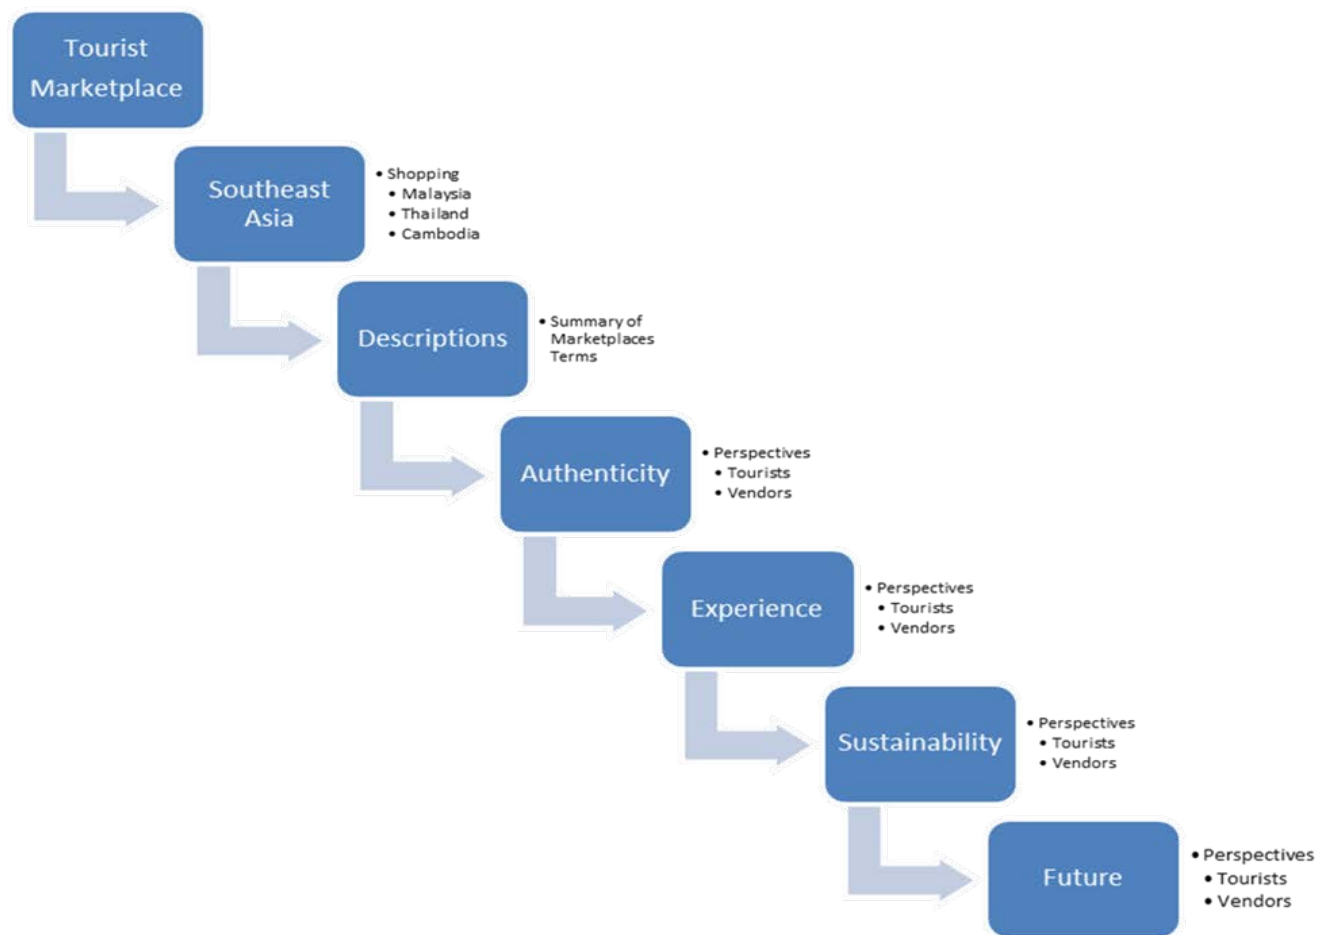 Tourist
Marketplace
Southeast
Asia
• Shopping
• Malaysia
• Thailand
• Cambodia
Descriptions
• Summary of
Marketplaces
Terms
Authenticity
• Perspectives
• Tourists
• Vendors
Experience
• Perspectives
• Tourists
• Vendors
Sustainability
• Perspectives
• Tourists
• Vendors
Future
• Perspectives
• Tourists
• Vendors